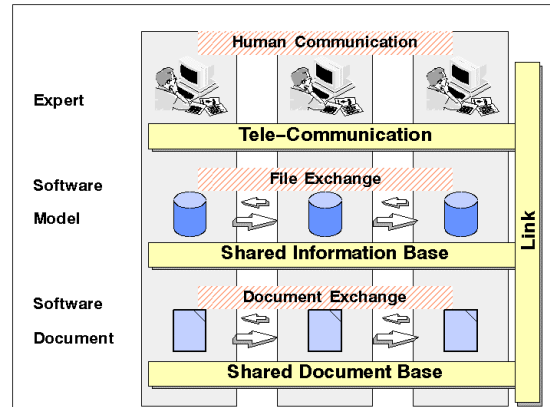 Human Communication
Expert
Tele-Communication
Software
File Exchange
Model
Shared Information Base
Link
Software
Document Exchange
Document
Shared Document Base